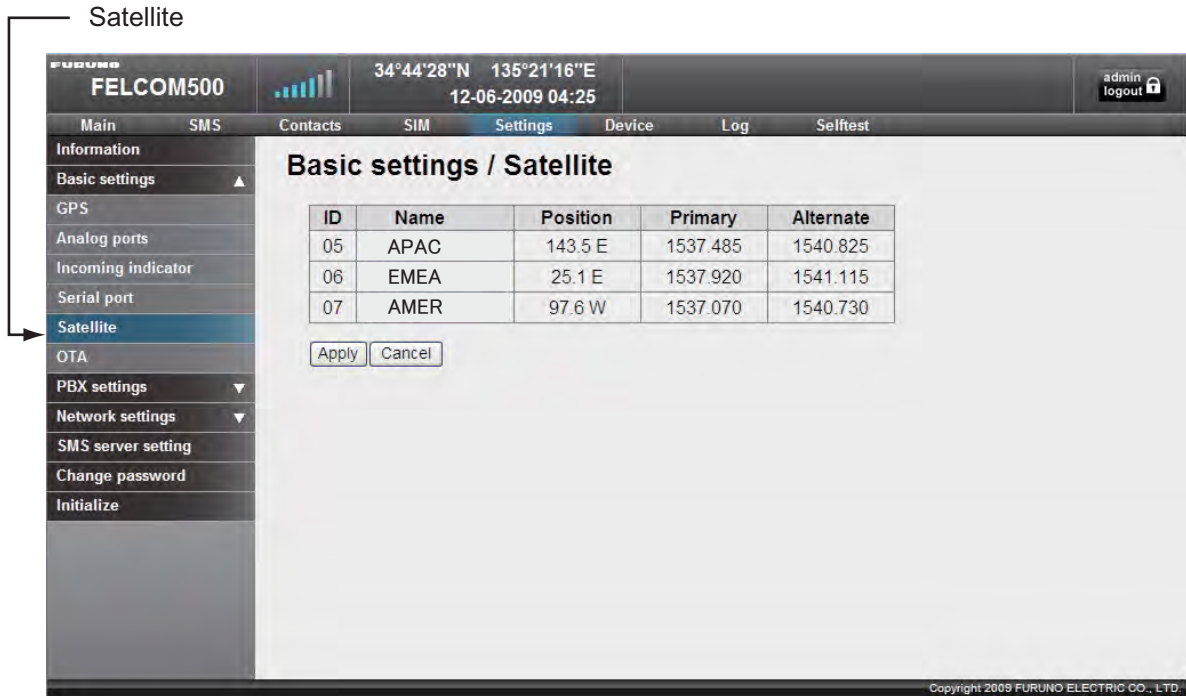 Satellite
FURUNO
FELCOM500
34°44'28"N 135°21'16"E
12-06-2009 04:25
admin
logout
Main SMS Contacts SIM Settings Device Log Selftest
Information
Basic settings ▲
GPS
Analog ports
Incoming indicator
Serial port
Satellite
OTA
PBX settings ▼
Network settings ▼
SMS server setting
Change password
Initialize
Basic settings / Satellite
ID Name Position Primary Alternate
05 APAC 143.5 E 1537.485 1540.825
06 EMEA 25.1 E 1537.920 1541.115
07 AMER 97.6 W 1537.070 1540.730
Apply Cancel
Copyright 2009 FURUNO ELECTRIC CO., LTD.